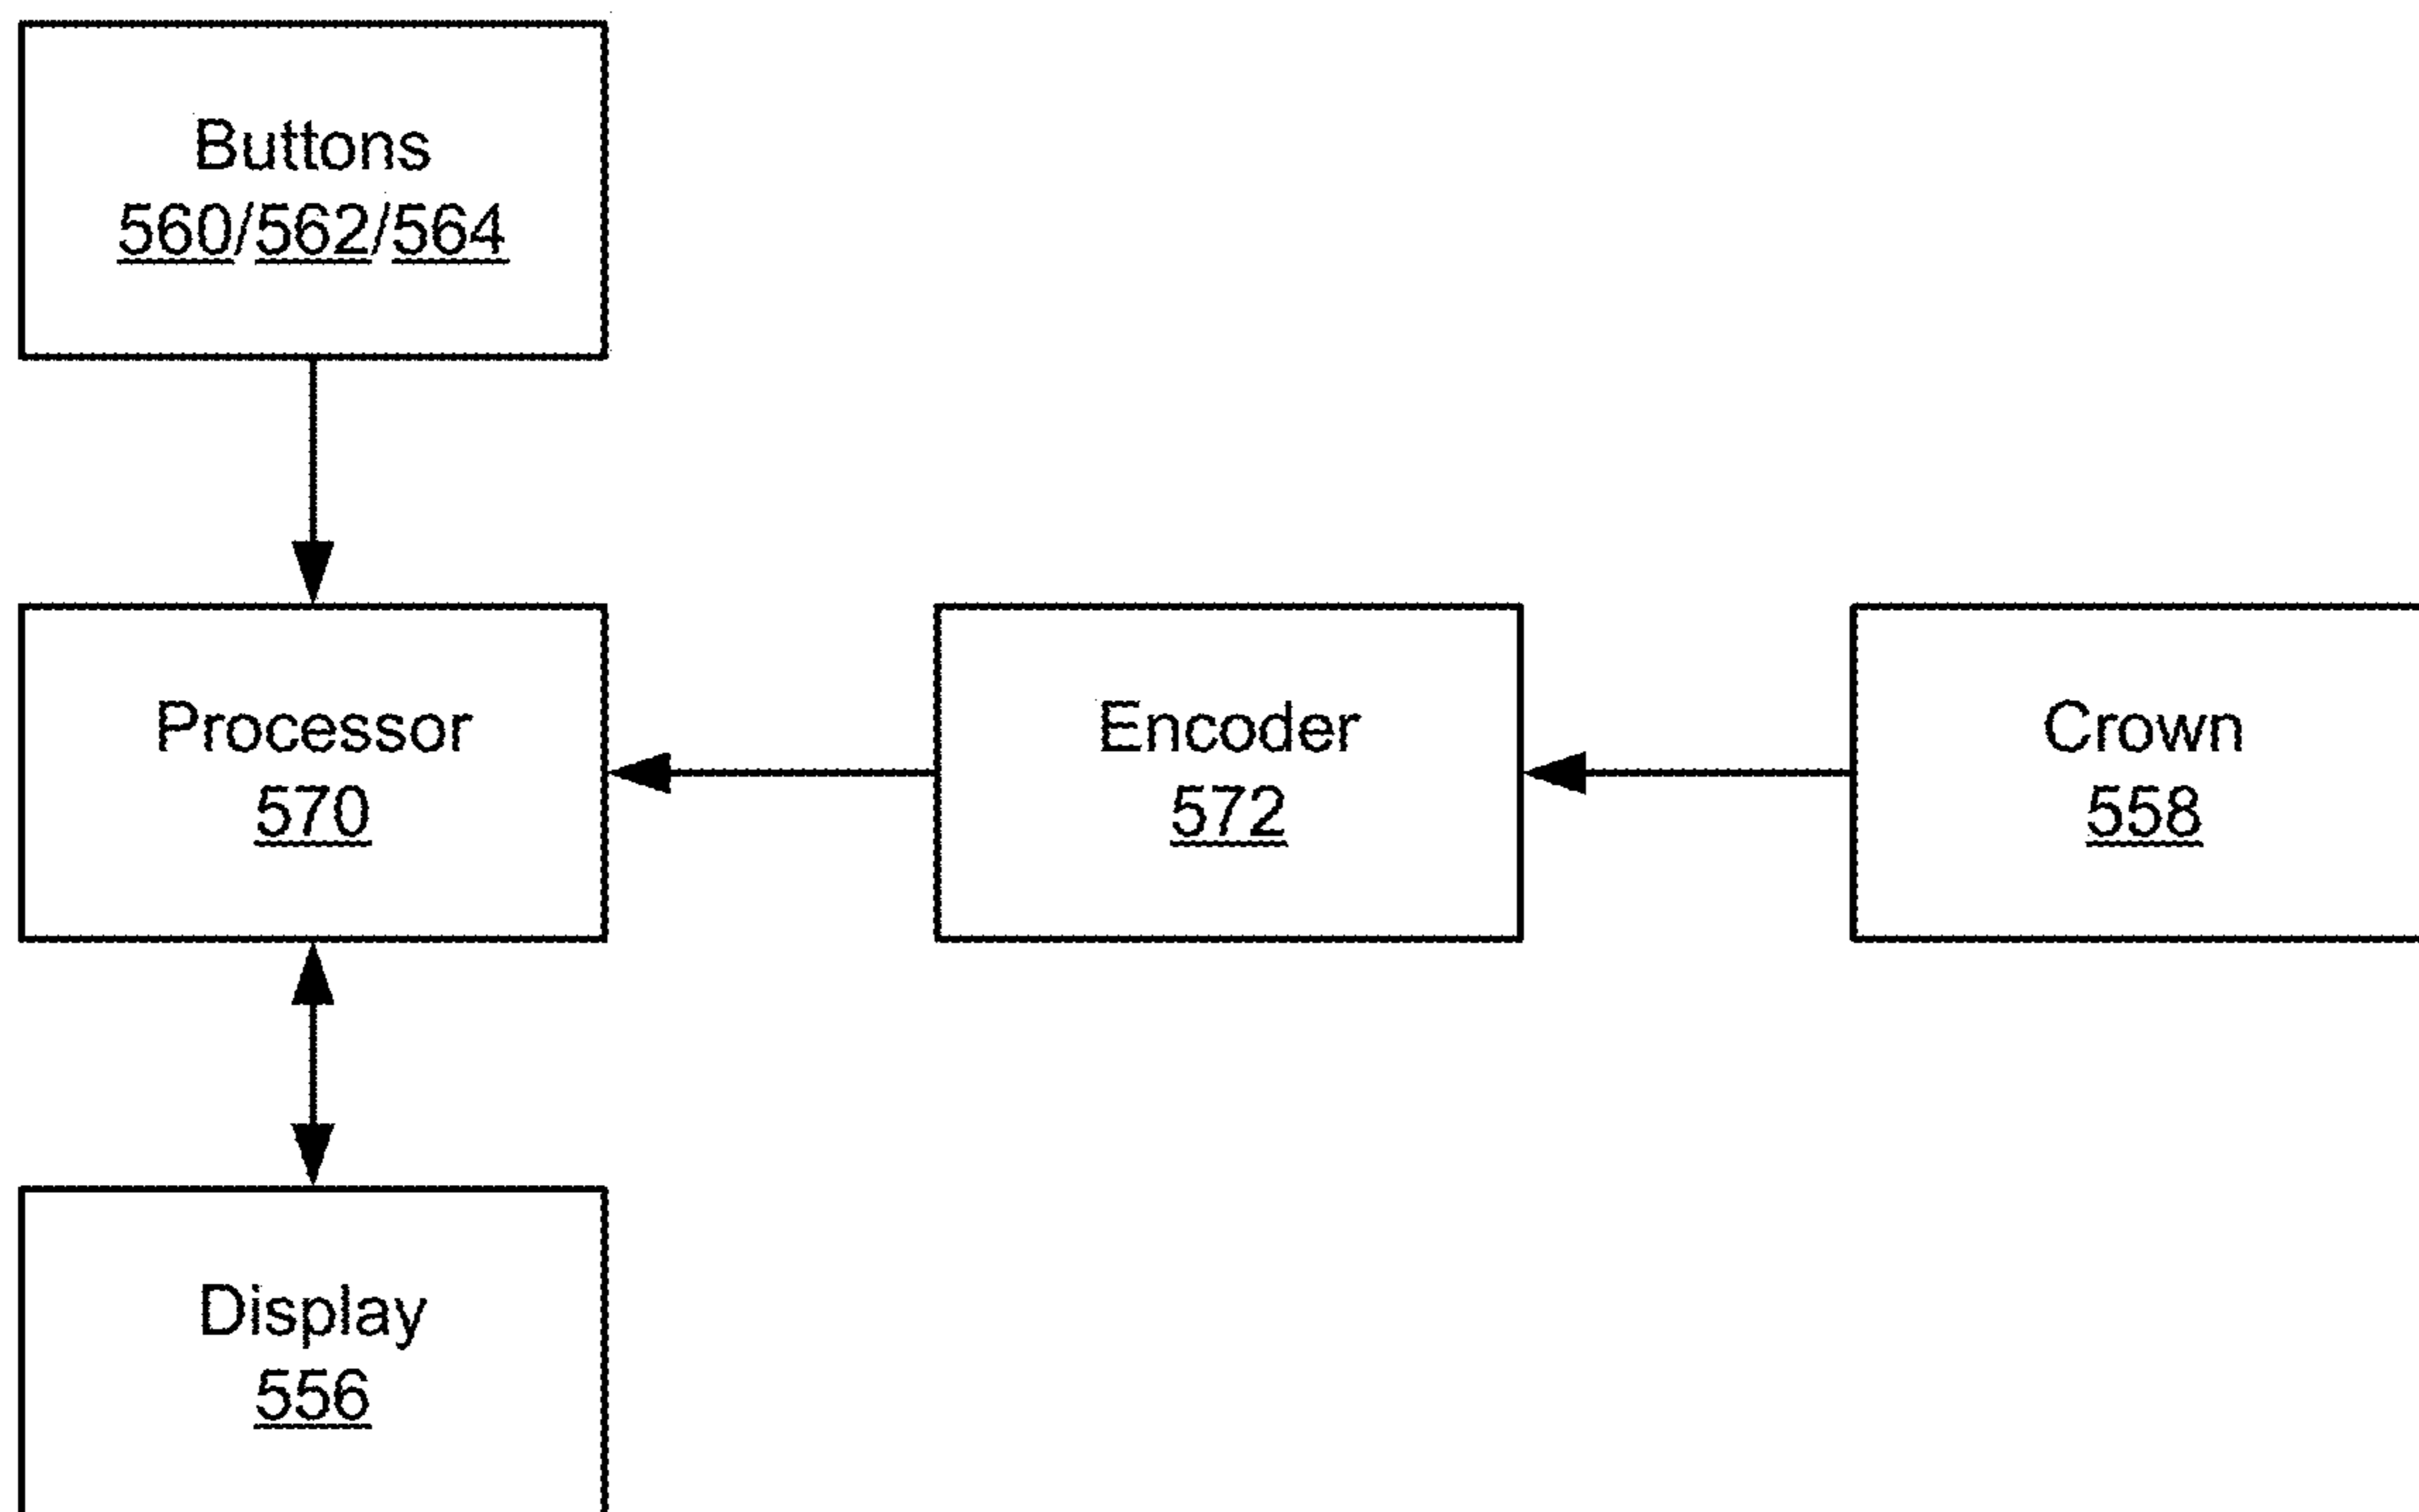 Buttons
560/562/564
Processor
570
Encoder
572
Crown
558
Display
556